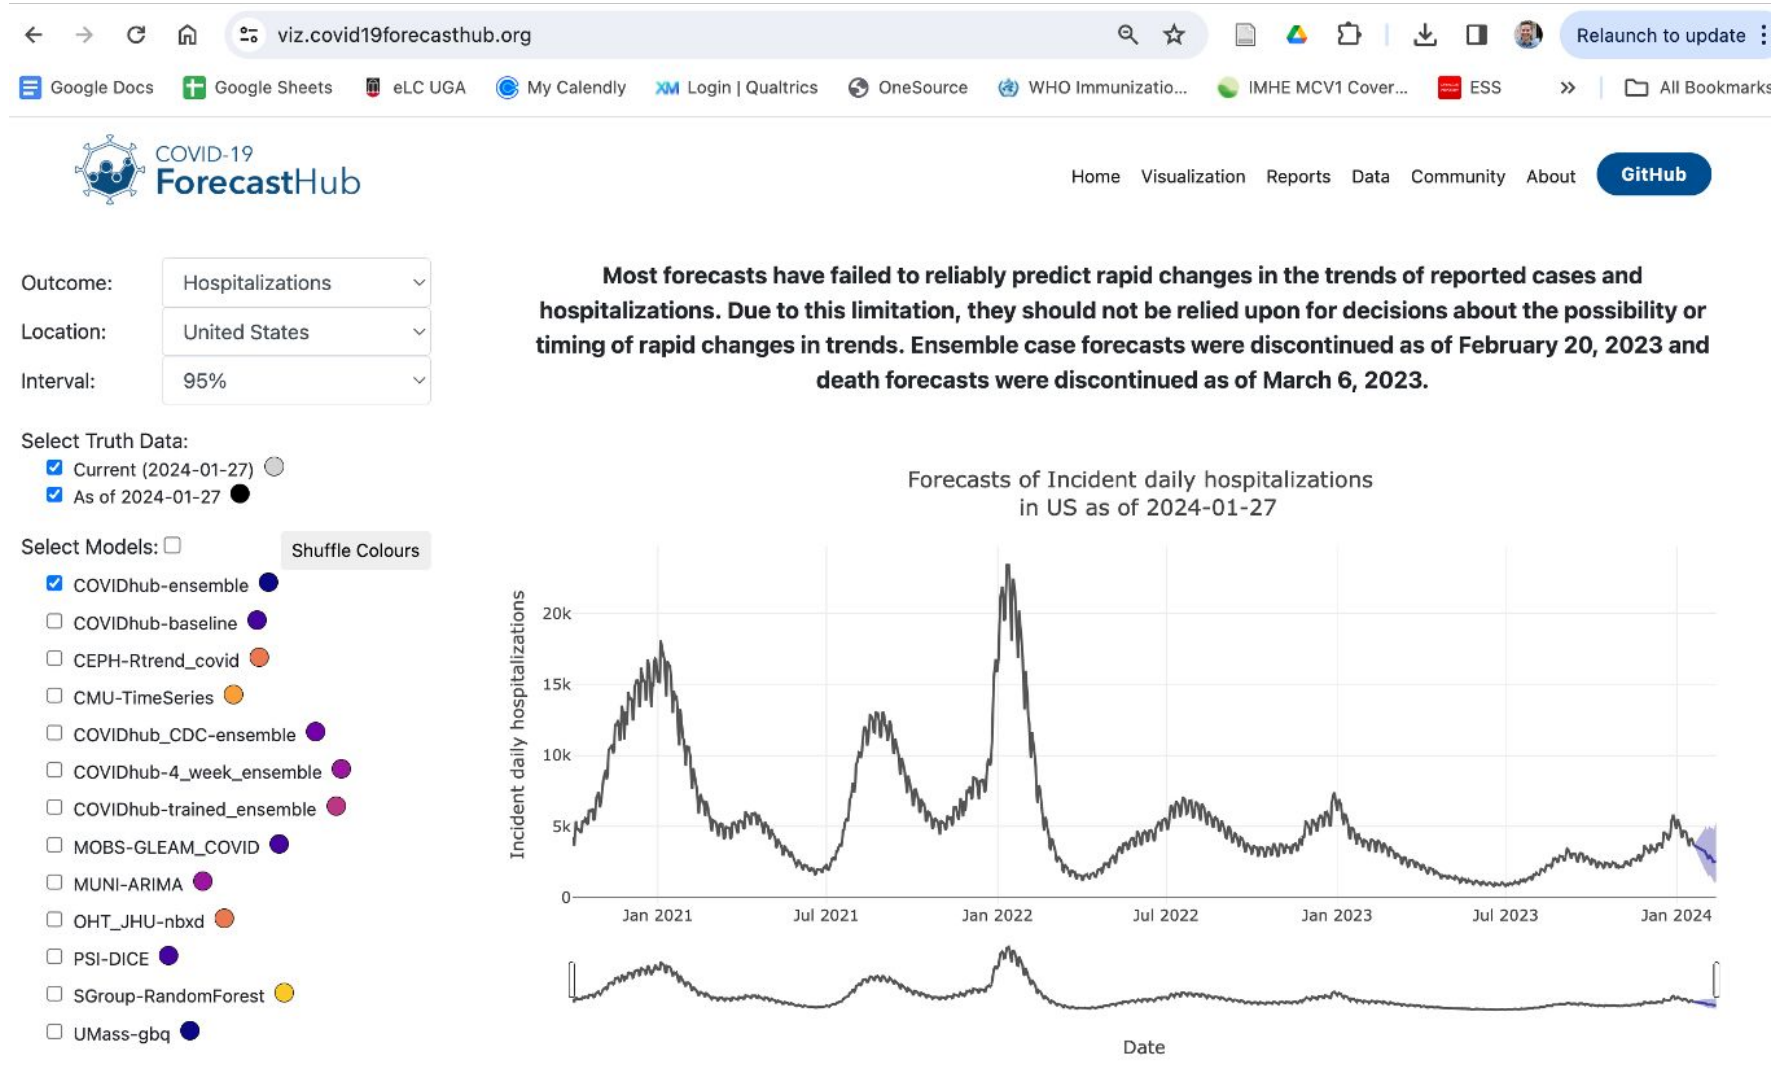 viz.covid19forecasthub.org
Relaunch to update
Google Docs
Google Sheets
eLC UGA
My Calendly
XM Login | Qualtrics
OneSource
WHO Immunizatio...
IMHE MCV1 Cover...
ESS
All Bookmarks
COVID-19
ForecastHub
Home Visualization Reports Data Community About GitHub
Outcome: Hospitalizations
Location: United States
Interval: 95%
Select Truth Data:
Current (2024-01-27)
As of 2024-01-27
Select Models:
Shuffle Colours
COVIDhub-ensemble
COVIDhub-baseline
CEPH-Rtrend_covid
CMU-TimeSeries
COVIDhub_CDC-ensemble
COVIDhub-4_week_ensemble
COVIDhub-trained_ensemble
MOBS-GLEAM_COVID
MUNI-ARIMA
OHT_JHU-nbxd
PSI-DICE
SGroup-RandomForest
UMass-gbq
Most forecasts have failed to reliably predict rapid changes in the trends of reported cases and
hospitalizations. Due to this limitation, they should not be relied upon for decisions about the possibility or
timing of rapid changes in trends. Ensemble case forecasts were discontinued as of February 20, 2023 and
death forecasts were discontinued as of March 6, 2023.
Forecasts of Incident daily hospitalizations
in US as of 2024-01-27
Incident daily hospitalizations
20k
15k
10k
5k
0
Jan 2021 Jul 2021 Jan 2022 Jul 2022 Jan 2023 Jul 2023 Jan 2024
Date